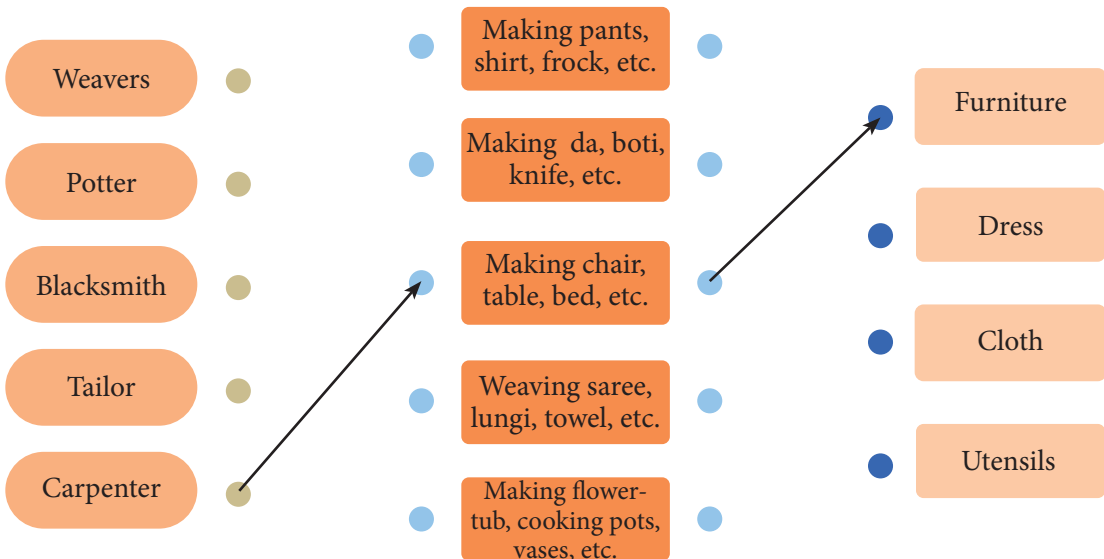 Weavers
Potter
Blacksmith
Tailor
Carpenter
Making pants,
shirt, frock, etc.
Making da, boti,
knife, etc.
Making chair,
table, bed, etc.
Weaving saree,
lungi, towel, etc.
Making flower-
tub, cooking pots,
vases, etc.
Furniture
Dress
Cloth
Utensils